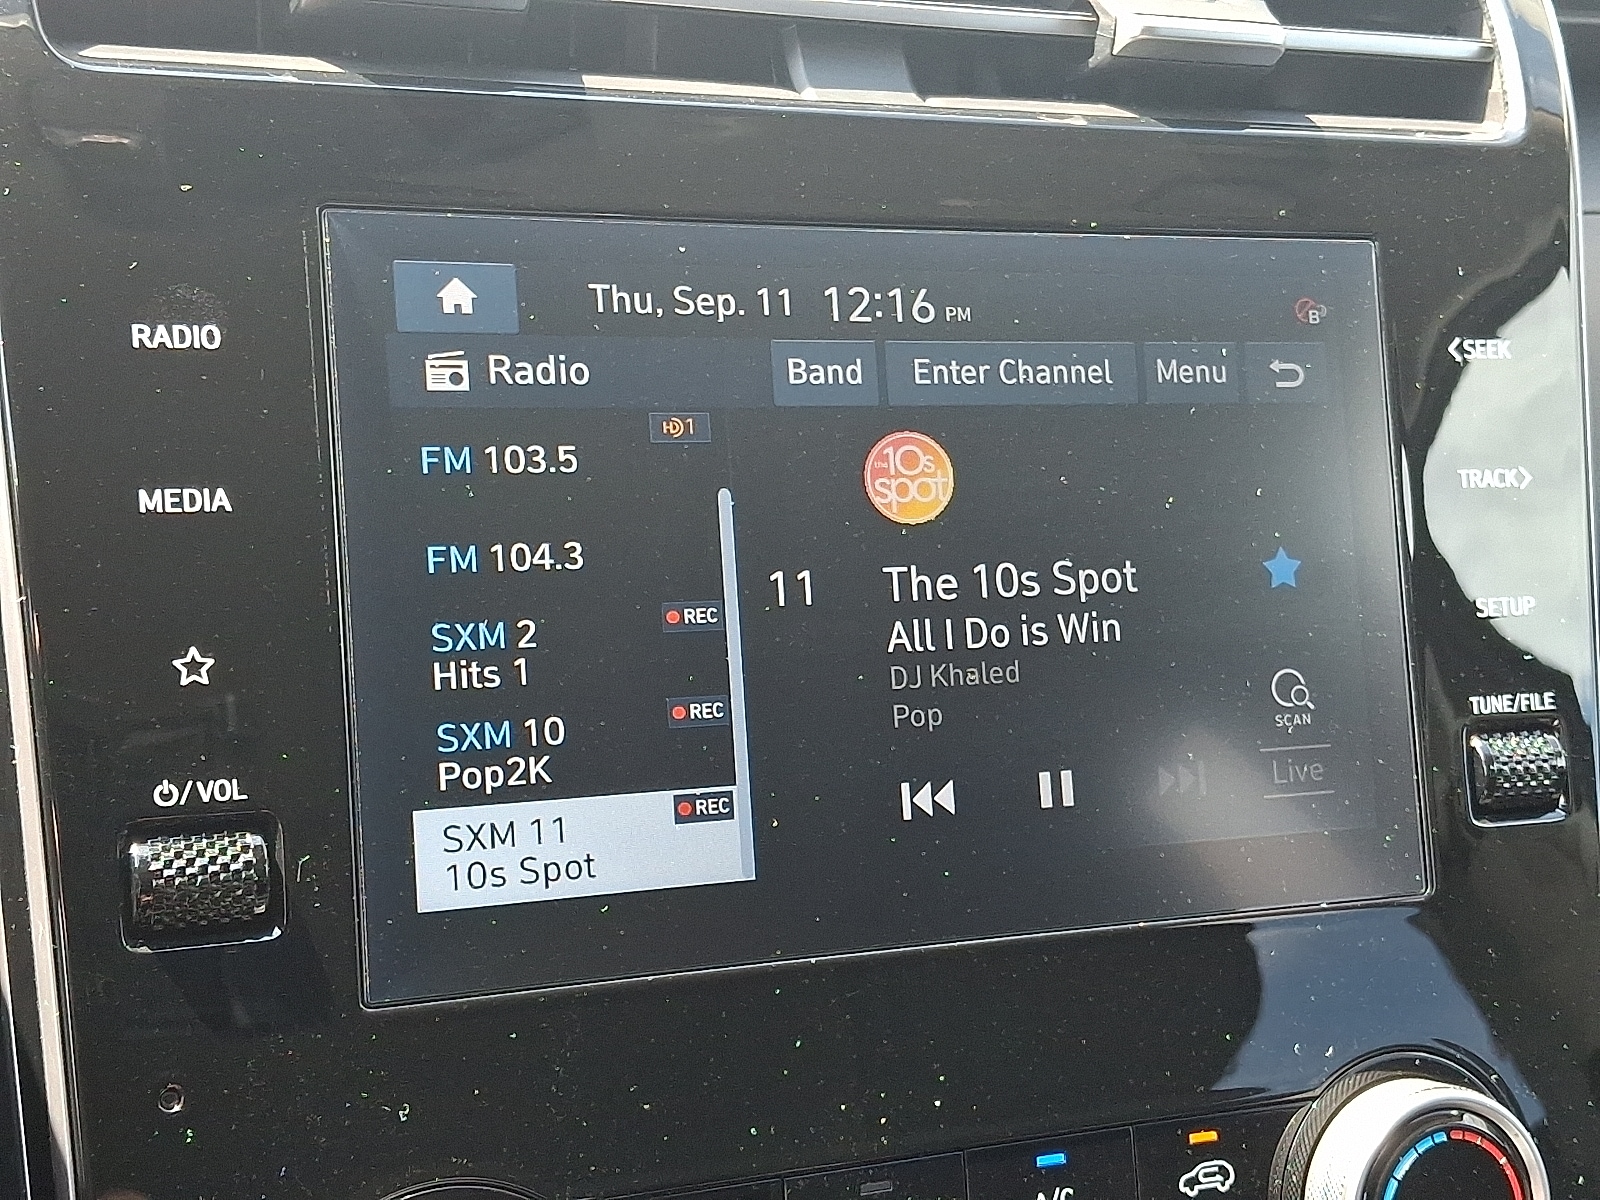 Thu, Sep. 11 12:16 PM
B
Radio
Band
Enter Channel
Menu
HD 1
FM 103.5
FM 104.3
REC
SXM 2
Hits 1
REC
SXM 10
Pop2K
REC
SXM 11
10s Spot
the 10s
spot
11
The 10s Spot
All I Do is Win
DJ Khaled
Pop
SCAN
Live
RADIO
MEDIA
/ VOL
<SEEK
TRACK>
SETUP
TUNE/FILE
A/C